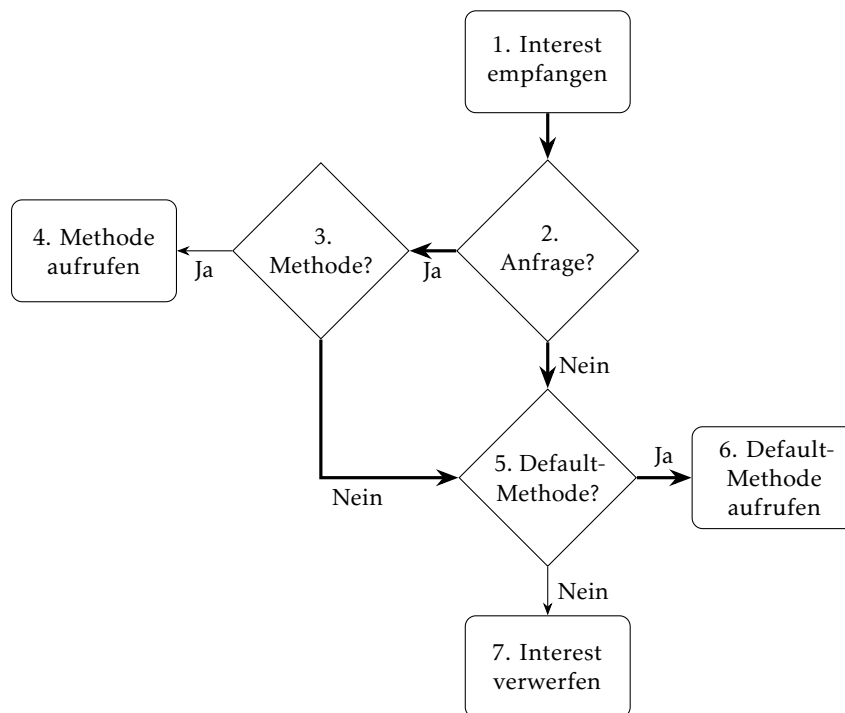 1. Interest
empfangen
2.
Anfrage?
Ja
3.
Methode?
Ja
4. Methode
aufrufen
Nein
Nein
5. Default-
Methode?
Ja
6. Default-
Methode
aufrufen
Nein
7. Interest
verwerfen